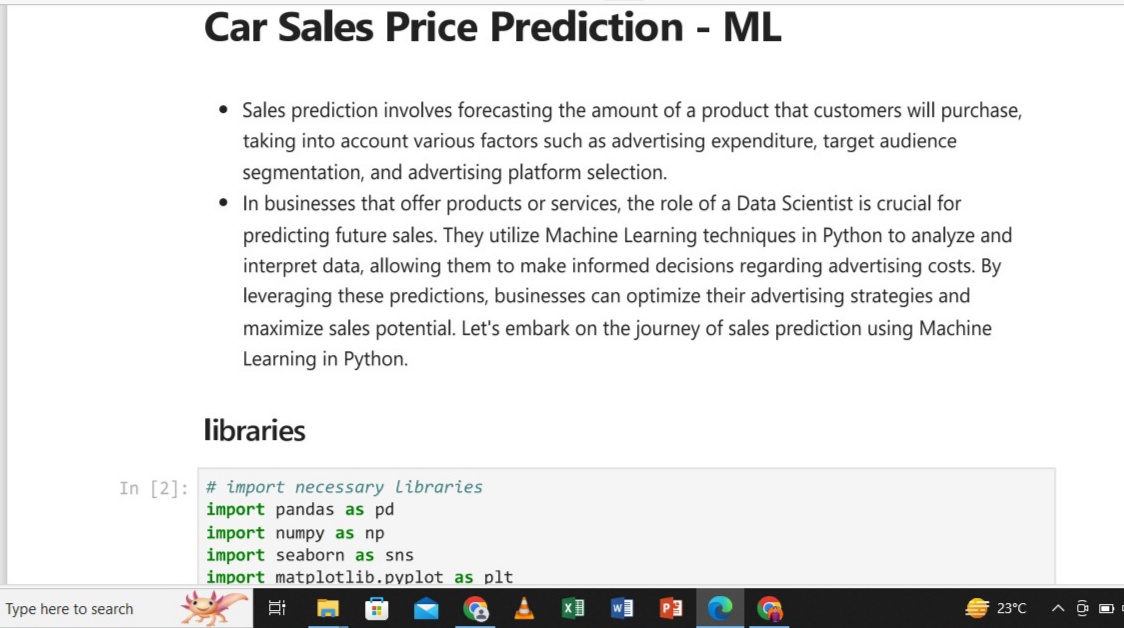 Car Sales Price Prediction - ML
• Sales prediction involves forecasting the amount of a product that customers will purchase,
taking into account various factors such as advertising expenditure, target audience
segmentation, and advertising platform selection.
• In businesses that offer products or services, the role of a Data Scientist is crucial for
predicting future sales. They utilize Machine Learning techniques in Python to analyze and
interpret data, allowing them to make informed decisions regarding advertising costs. By
leveraging these predictions, businesses can optimize their advertising strategies and
maximize sales potential. Let's embark on the journey of sales prediction using Machine
Learning in Python.
libraries
In [2]: # import necessary Libraries
import pandas as pd
import numpy as np
import seaborn as sns
import matplotlib.pyplot as plt
Type here to search 23°C